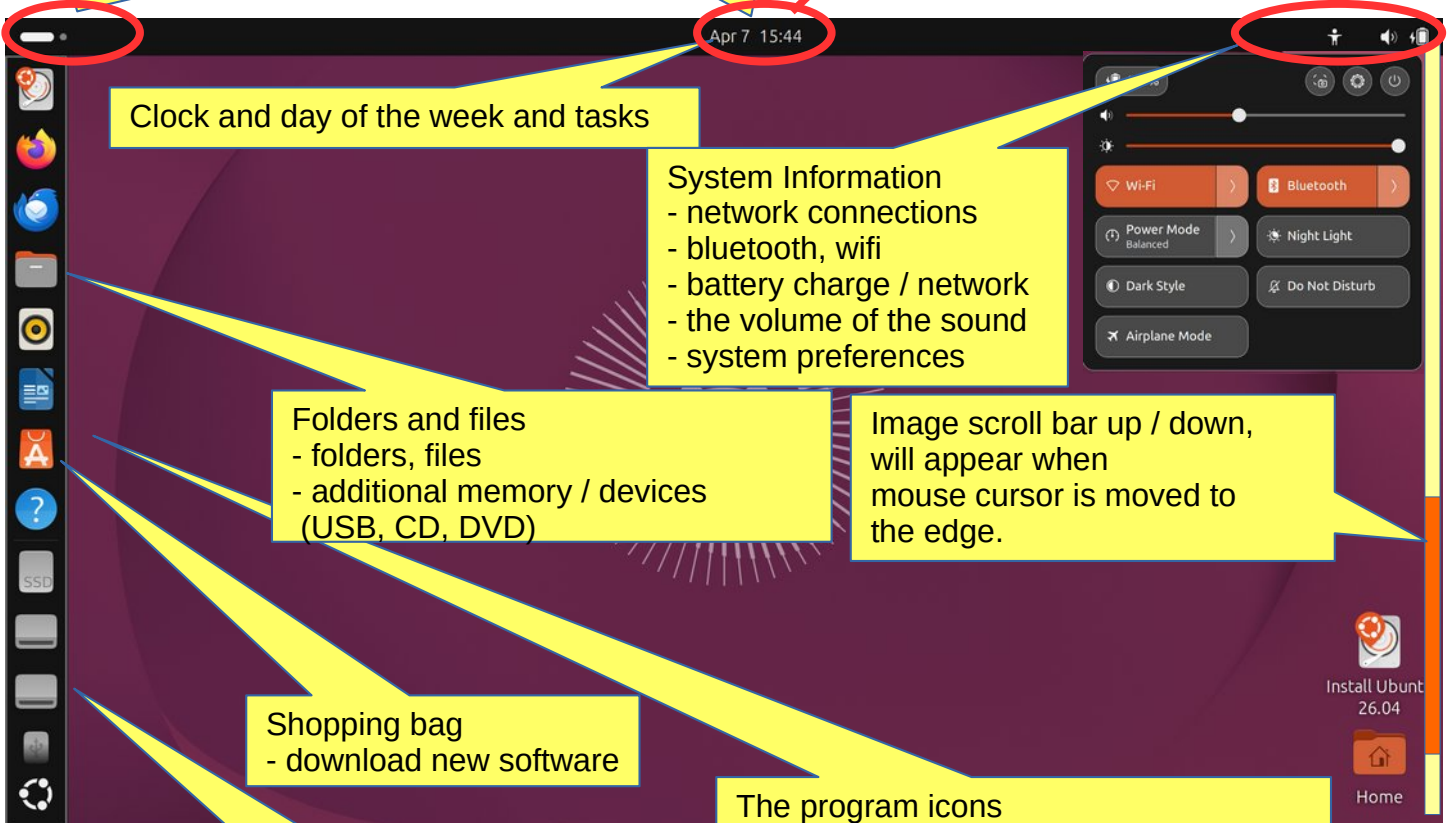 Apr 7 15:44
Clock and day of the week and tasks
System Information
- network connections
- bluetooth, wifi
- battery charge / network
- the volume of the sound
- system preferences
Wi-Fi
Bluetooth
Power Mode
Balanced
Night Light
Dark Style
Do Not Disturb
Airplane Mode
Folders and files
- folders, files
- additional memory / devices
(USB, CD, DVD)
Image scroll bar up / down,
will appear when
mouse cursor is moved to
the edge.
SSD
Shopping bag
- download new software
Install Ubunt
26.04
Home
The program icons